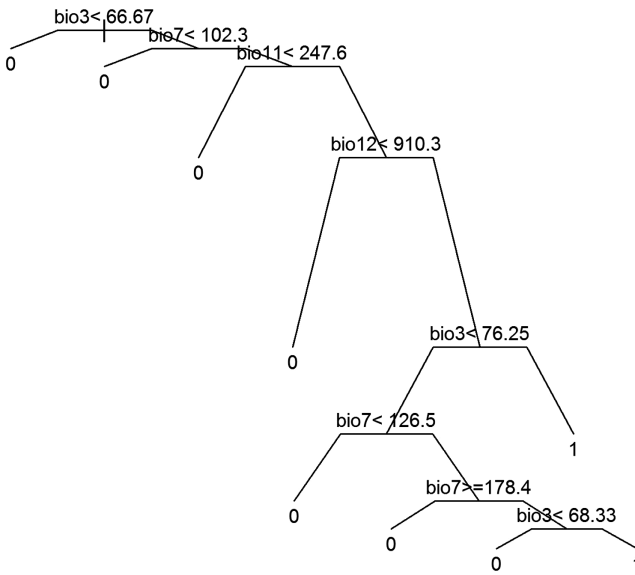 bio3< 66.67
0
bio7< 102.3
0
bio11< 247.6
0
bio12< 910.3
0
bio3< 76.25
bio7< 126.5
1
0
bio7>=178.4
0
bio3< 68.33
0